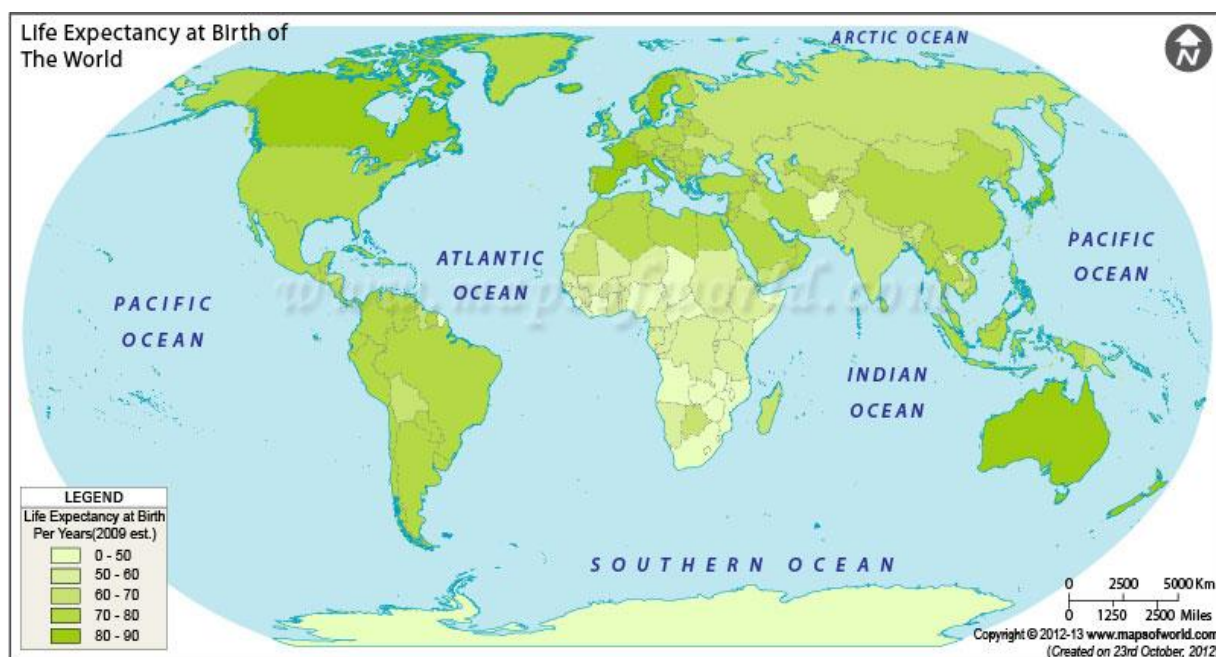 Life Expectancy at Birth of
The World
ARCTIC OCEAN
N
PACIFIC
OCEAN
ATLANTIC
OCEAN
PACIFIC
OCEAN
INDIAN
OCEAN
SOUTHERN OCEAN
www.mapsofworld.com
LEGEND
Life Expectancy at Birth
Per Years(2009 est.)
0 - 50
50 - 60
60 - 70
70 - 80
80 - 90
0 2500 5000 Km
0 1250 2500 Miles
Copyright © 2012-13 www.mapsofworld.com
(Created on 23rd October, 2012)